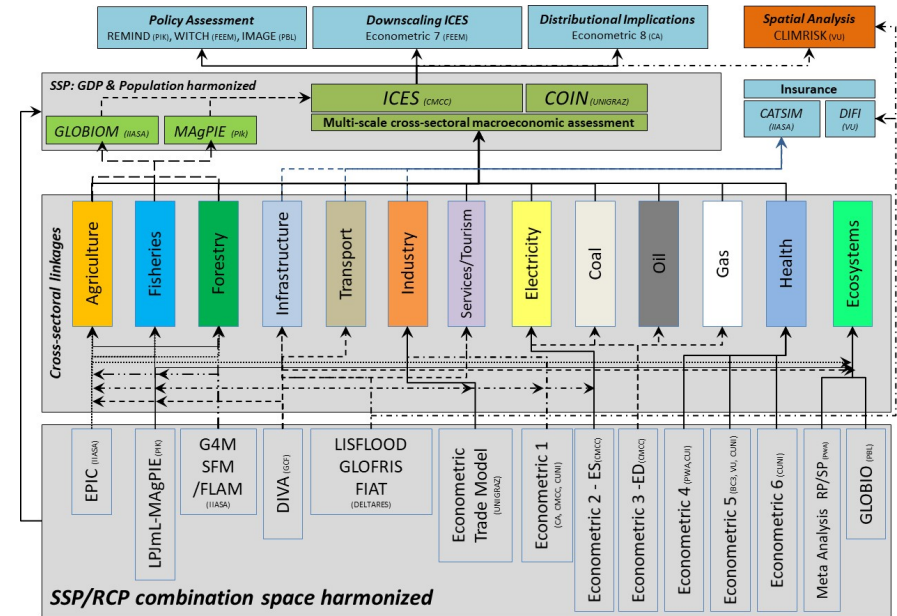 Policy Assessment
REMIND (PIK), WITCH (FEEM), IMAGE (PBL)
Downscaling ICES
Econometric 7 (FEEM)
Distributional Implications
Econometric 8 (CA)
Spatial Analysis
CLIMRISK (VU)
SSP: GDP & Population harmonized
ICES (CMCC)
COIN (UNIGRAZ)
Multi-scale cross-sectoral macroeconomic assessment
GLOBIOM (IIASA)
MAgPIE (PIk)
Insurance
CATSIM
(IIASA)
DIFI
(VU)
Cross-sectoral linkages
Agriculture
Fisheries
Forestry
Infrastructure
Transport
Industry
Services/Tourism
Electricity
Coal
Oil
Gas
Health
Ecosystems
EPIC (IIASA)
LPJmL-MAgPIE (PIK)
G4M
SFM
/FLAM
(IIASA)
DIVA (GCF)
LISFLOOD
GLOFRIS
FIAT
(DELTARES)
Econometric
Trade Model
(UNIGRAZ)
Econometric 1
(CA, CMCC, CUNI)
Econometric 2 - ES (CMCC)
Econometric 3 -ED (CMCC)
Econometric 4 (PWA,CUI)
Econometric 5 (BC3, VU, CUNI)
Econometric 6 (CUNI)
Meta Analysis RP/SP (PWA)
GLOBIO (PBL)
SSP/RCP combination space harmonized